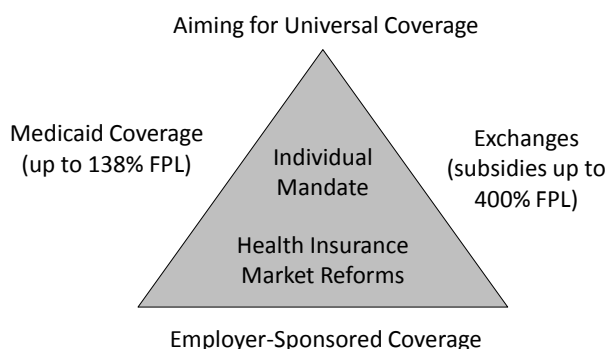 Aiming for Universal Coverage
Medicaid Coverage
(up to 138% FPL)
Individual
Mandate
Exchanges
(subsidies up to
400% FPL)
Health Insurance
Market Reforms
Employer-Sponsored Coverage